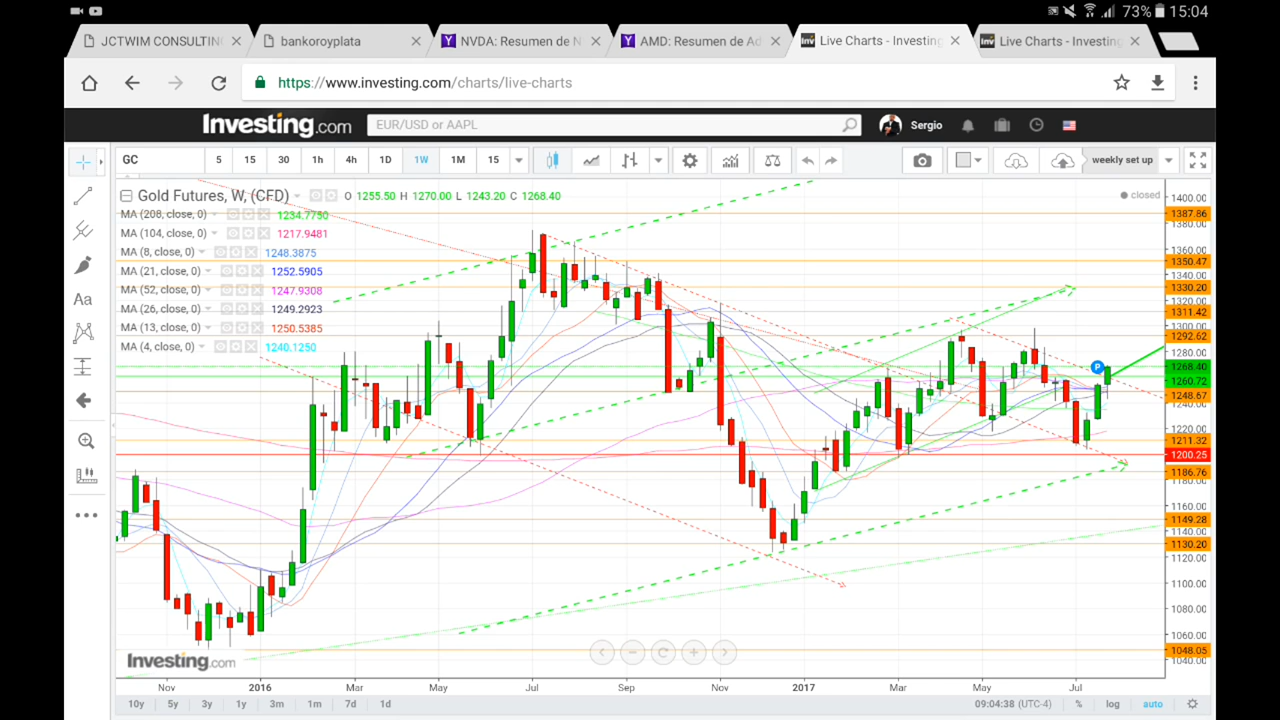 73% 15:04
JCTWIM CONSULTIN
bankoroyplata
NVDA: Resumen de N
AMD: Resumen de Ad
Live Charts - Investing
Live Charts - Investing
https://www.investing.com/charts/live-charts
Investing.com
EUR/USD or AAPL
Sergio
GC
5 15 30 1h 4h 1D 1W 1M 15
weekly set up
Gold Futures, W, (CFD)
O 1255.50 H 1270.00 L 1243.20 C 1268.40
closed
MA (208, close, 0) 1234.7750
MA (104, close, 0) 1217.9481
MA (8, close, 0) 1248.3875
MA (21, close, 0) 1252.5905
MA (52, close, 0) 1247.9308
MA (26, close, 0) 1249.2923
MA (13, close, 0) 1250.5385
MA (4, close, 0) 1240.1250
Aa
P
1400.00
1387.86
1380.00
1360.00
1350.47
1340.00
1330.20
1320.00
1311.42
1300.00
1292.62
1280.00
1268.40
1260.72
1248.67
1240.00
1220.00
1211.32
1200.25
1186.76
1160.00
1149.28
1140.00
1130.20
1120.00
1100.00
1080.00
1060.00
1048.05
1040.00
Investing.com
Nov 2016 Mar May Jul Sep Nov 2017 Mar May Jul
10y 5y 3y 1y 3m 1m 7d 1d
09:04:38 (UTC-4) % log auto